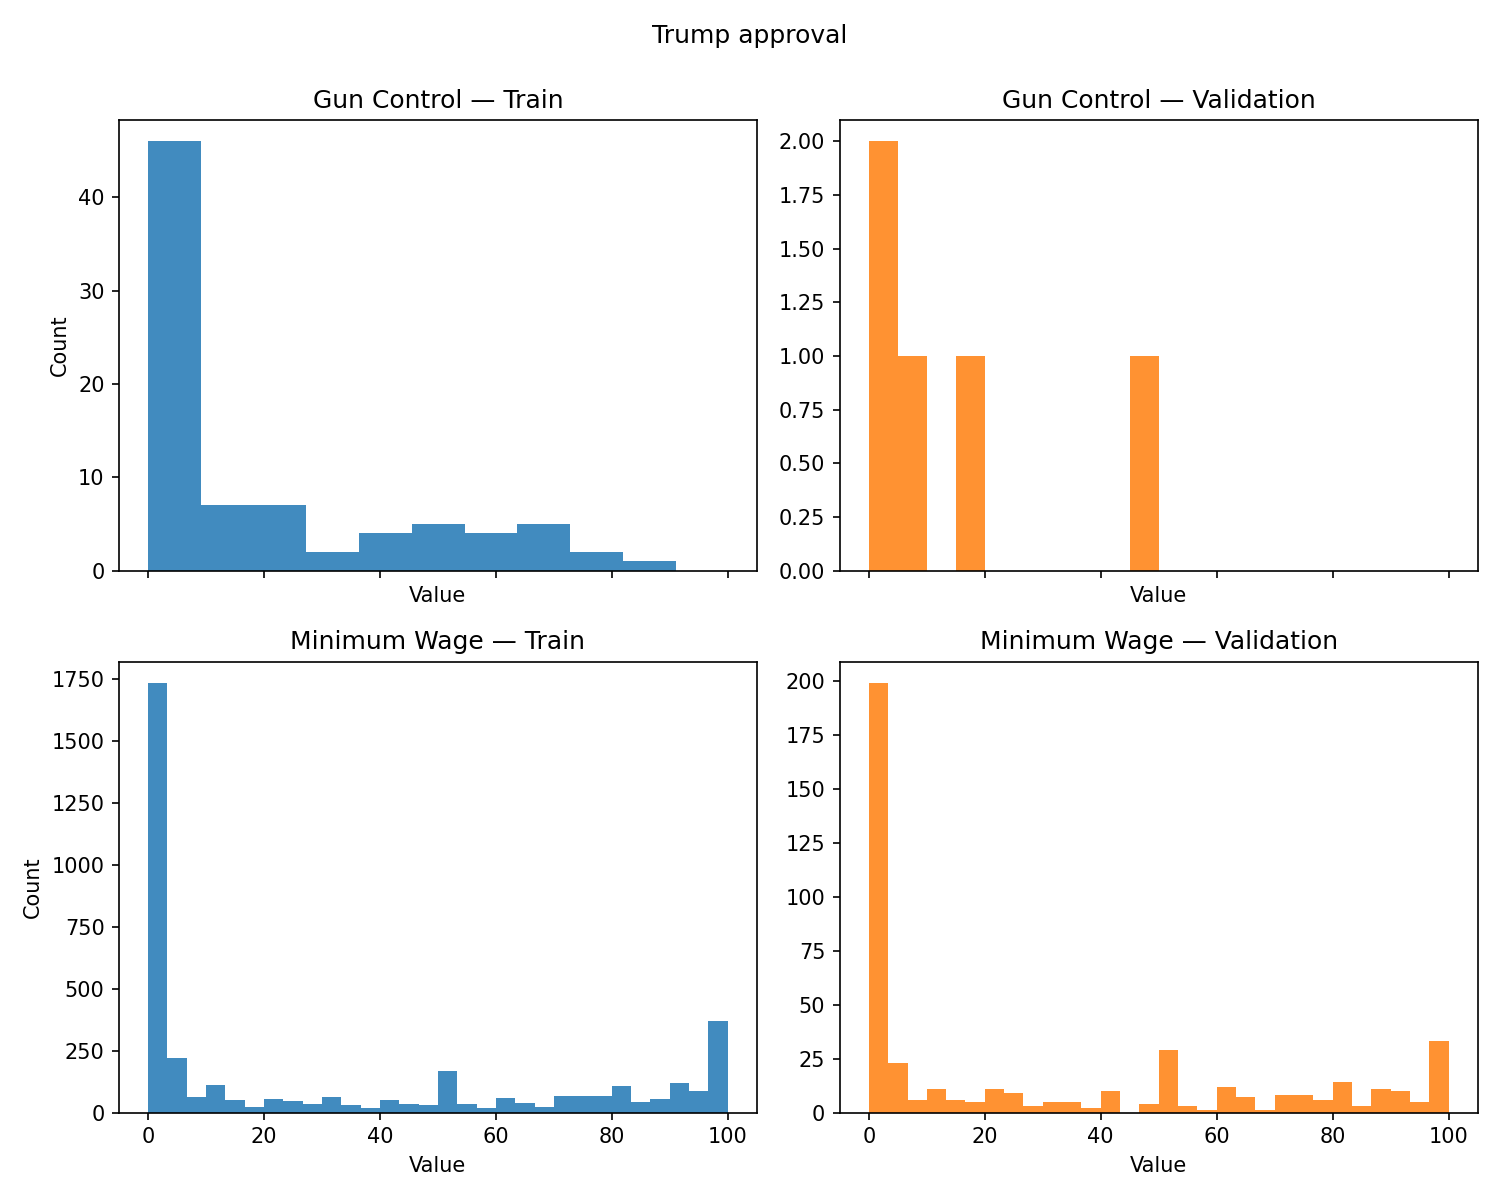 Trump approval
Gun Control — Train
Gun Control — Validation
Count
40
30
20
10
0
Value
2.00
1.75
1.50
1.25
1.00
0.75
0.50
0.25
0.00
Value
Minimum Wage — Train
Minimum Wage — Validation
Count
1750
1500
1250
1000
750
500
250
0
0 20 40 60 80 100
Value
200
175
150
125
100
75
50
25
0
0 20 40 60 80 100
Value